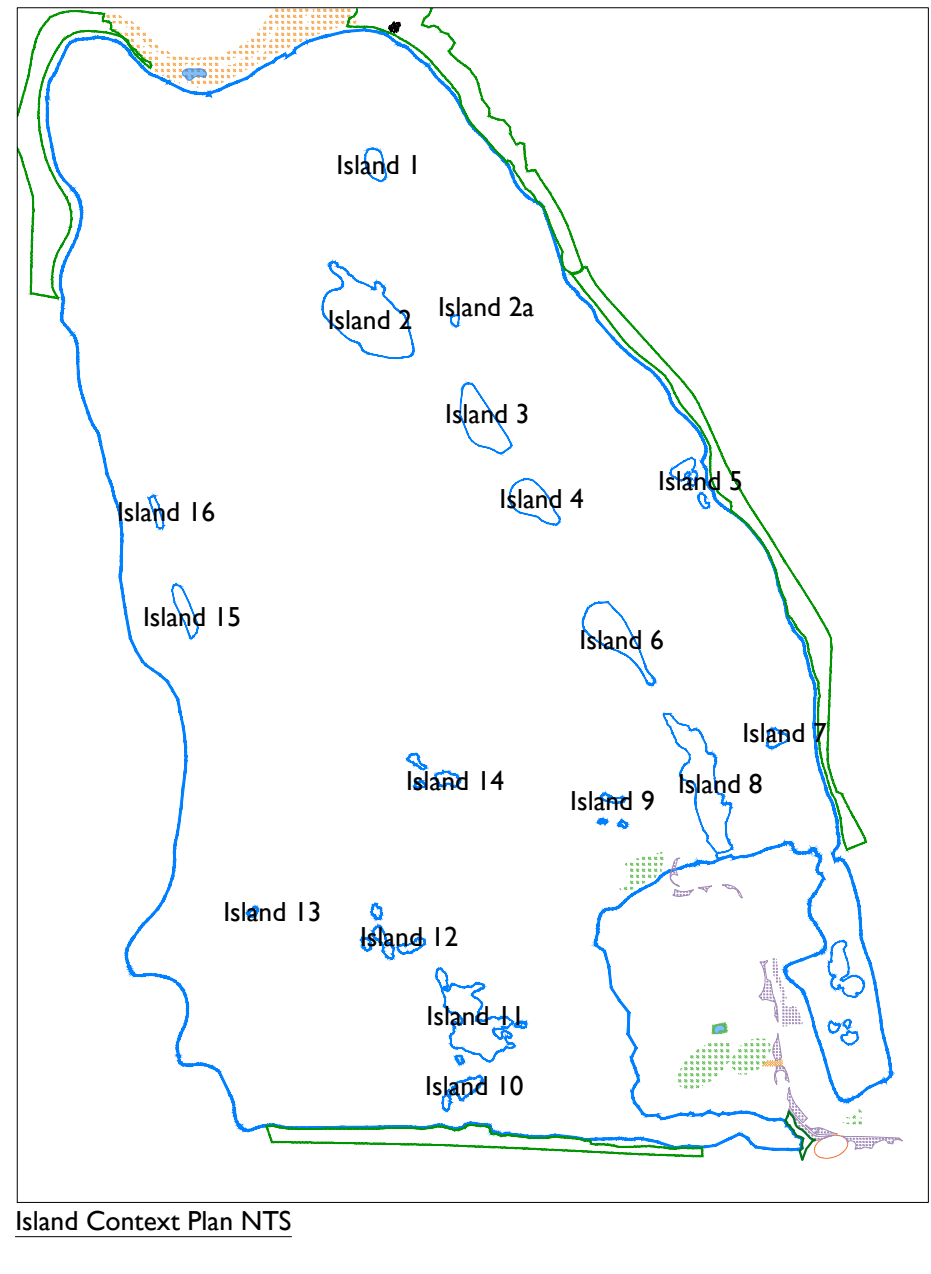 Island 1
Island 2a
Island 2
Island 3
Island 5
Island 4
Island 16
Island 15
Island 6
Island 7
Island 14
Island 8
Island 9
Island 13
Island 12
Island 11
Island 10
Island Context Plan NTS